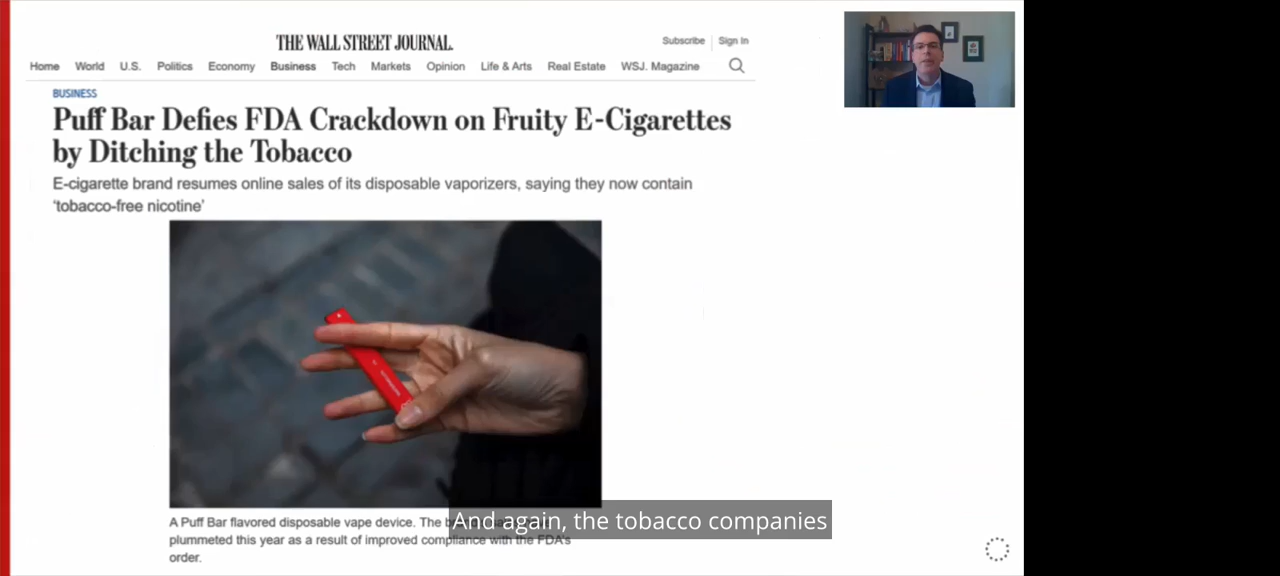 THE WALL STREET JOURNAL.
Subscribe Sign In
Home World U.S. Politics Economy Business Tech Markets Opinion Life & Arts Real Estate WSJ. Magazine
BUSINESS
Puff Bar Defies FDA Crackdown on Fruity E-Cigarettes
by Ditching the Tobacco
E-cigarette brand resumes online sales of its disposable vaporizers, saying they now contain
‘tobacco-free nicotine’
A Puff Bar flavored disposable vape device. The
And again, the tobacco companies
plummeted this year as a result of improved compliance with the FDA's
order.